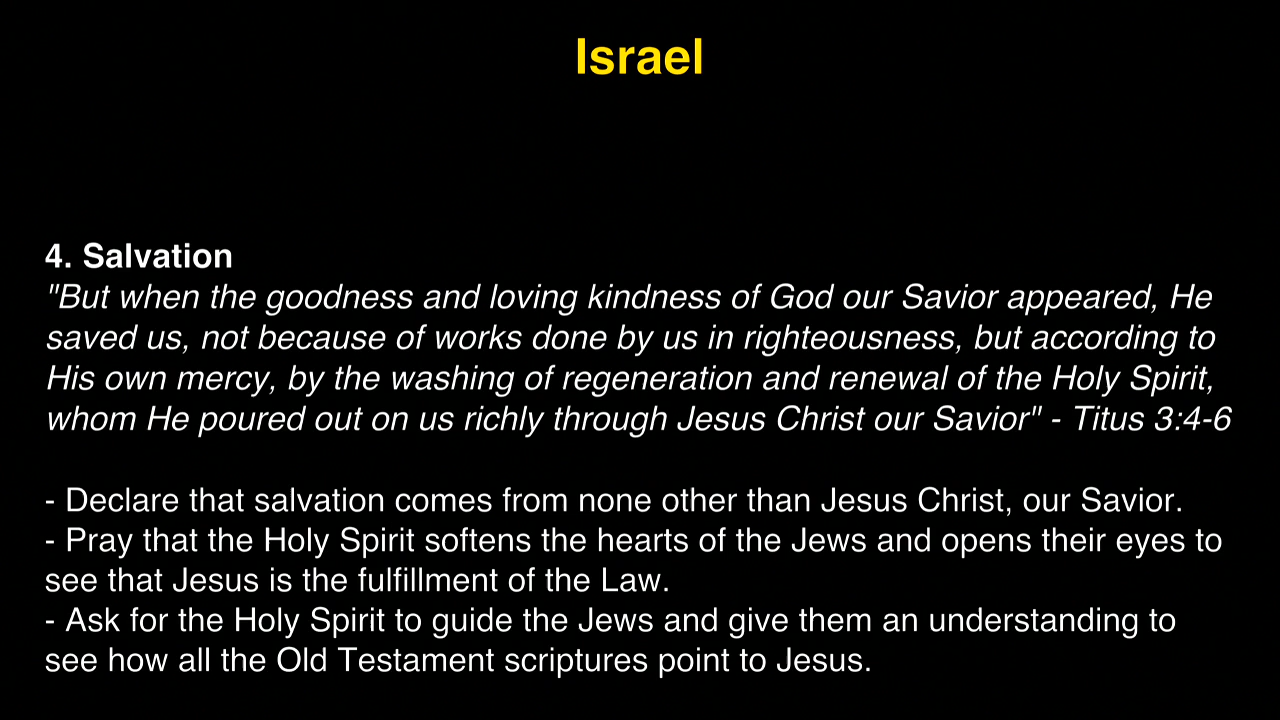 Israel
4. Salvation
"But when the goodness and loving kindness of God our Savior appeared, He
saved us, not because of works done by us in righteousness, but according to
His own mercy, by the washing of regeneration and renewal of the Holy Spirit,
whom He poured out on us richly through Jesus Christ our Savior" - Titus 3:4-6
- Declare that salvation comes from none other than Jesus Christ, our Savior.
- Pray that the Holy Spirit softens the hearts of the Jews and opens their eyes to
see that Jesus is the fulfillment of the Law.
- Ask for the Holy Spirit to guide the Jews and give them an understanding to
see how all the Old Testament scriptures point to Jesus.